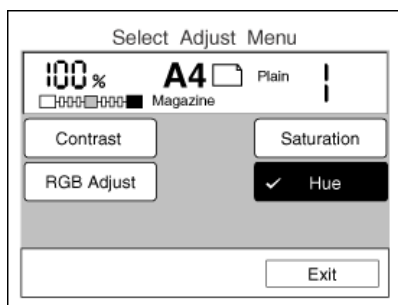 Select Adjust Menu
100 % A4 Plain 1
Magazine
Contrast Saturation
RGB Adjust ✓ Hue
Exit